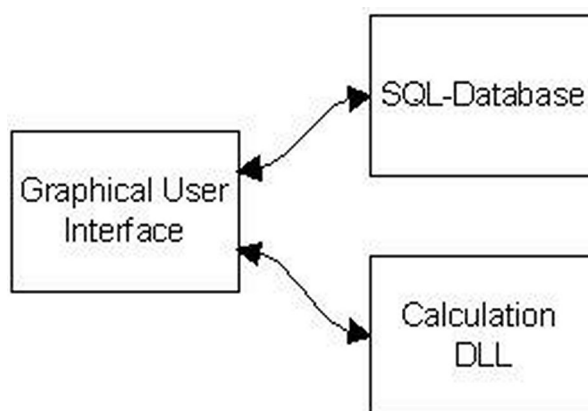 SQL-Database
Graphical User
Interface
Calculation
DLL